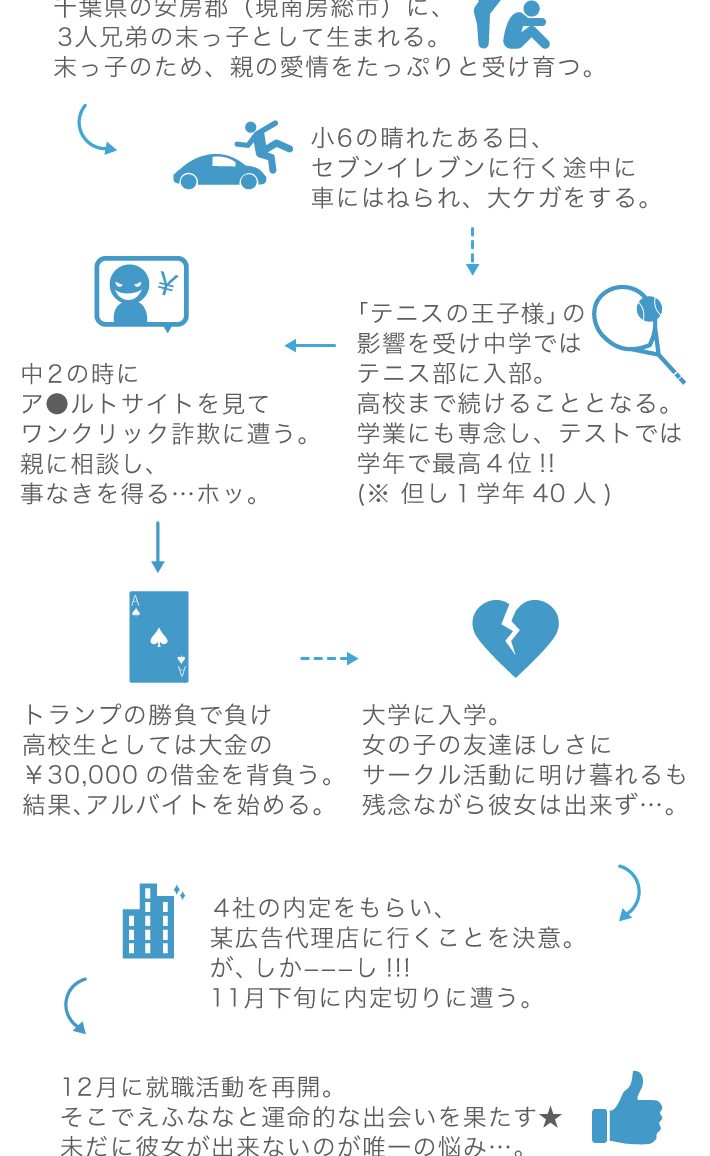 千葉県の安房郡（現南房総市）に、
3人兄弟の末っ子として生まれる。
末っ子のため、親の愛情をたっぷりと受け育つ。
小6の晴れたある日、
セブンイレブンに行く途中に
車にはねられ、大ケガをする。
「テニスの王子様」の
影響を受け中学では
テニス部に入部。
高校まで続けることとなる。
学業にも専念し、テストでは
学年で最高４位 !!
(※ 但し 1 学年 40 人 )
¥
中２の時に
ア●ルトサイトを見て
ワンクリック詐欺に遭う。
親に相談し、
事なきを得る…ホッ。
A
A
トランプの勝負で負け
高校生としては大金の
￥30,000 の借金を背負う。
結果、アルバイトを始める。
大学に入学。
女の子の友達ほしさに
サークル活動に明け暮れるも
残念ながら彼女は出来ず…。
４社の内定をもらい、
某広告代理店に行くことを決意。
が、しか−−−し !!!
11月下旬に内定切りに遭う。
12月に就職活動を再開。
そこでえふななと運命的な出会いを果たす★
未だに彼女が出来ないのが唯一の悩み…。